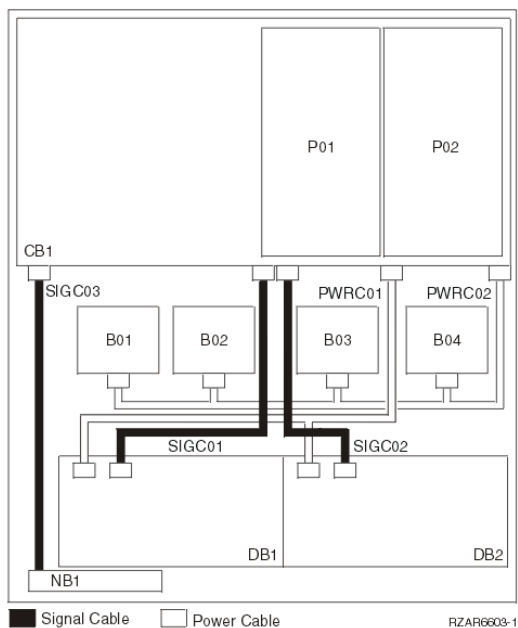 P01
P02
CB1
SIGC03
PWRC01
PWRC02
B01
B02
B03
B04
SIGC01
SIGC02
DB1
DB2
NB1
Signal Cable
Power Cable
RZAR6603-1